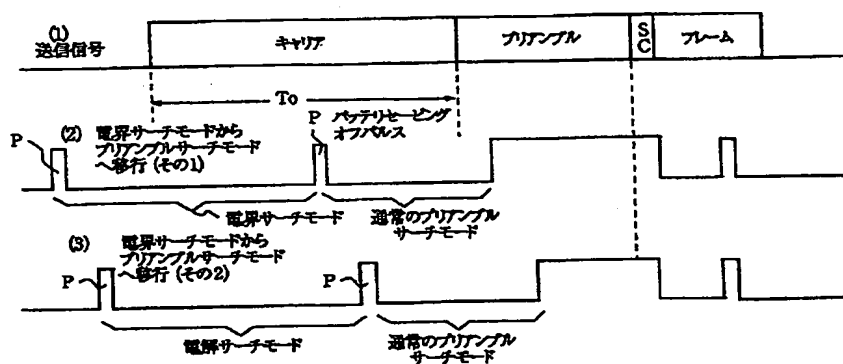 (1)
送信信号
キャリア
プリアンブル
SC
フレーム
To
P
(2) 電界サーチモードから
プリアンブルサーチモード
へ移行(その1)
P バッテリセービング
オフパルス
電界サーチモード
通常のプリアンブル
サーチモード
(3) 電界サーチモードから
プリアンブルサーチモード
へ移行(その2)
P
P
電解サーチモード
通常のプリアンブル
サーチモード